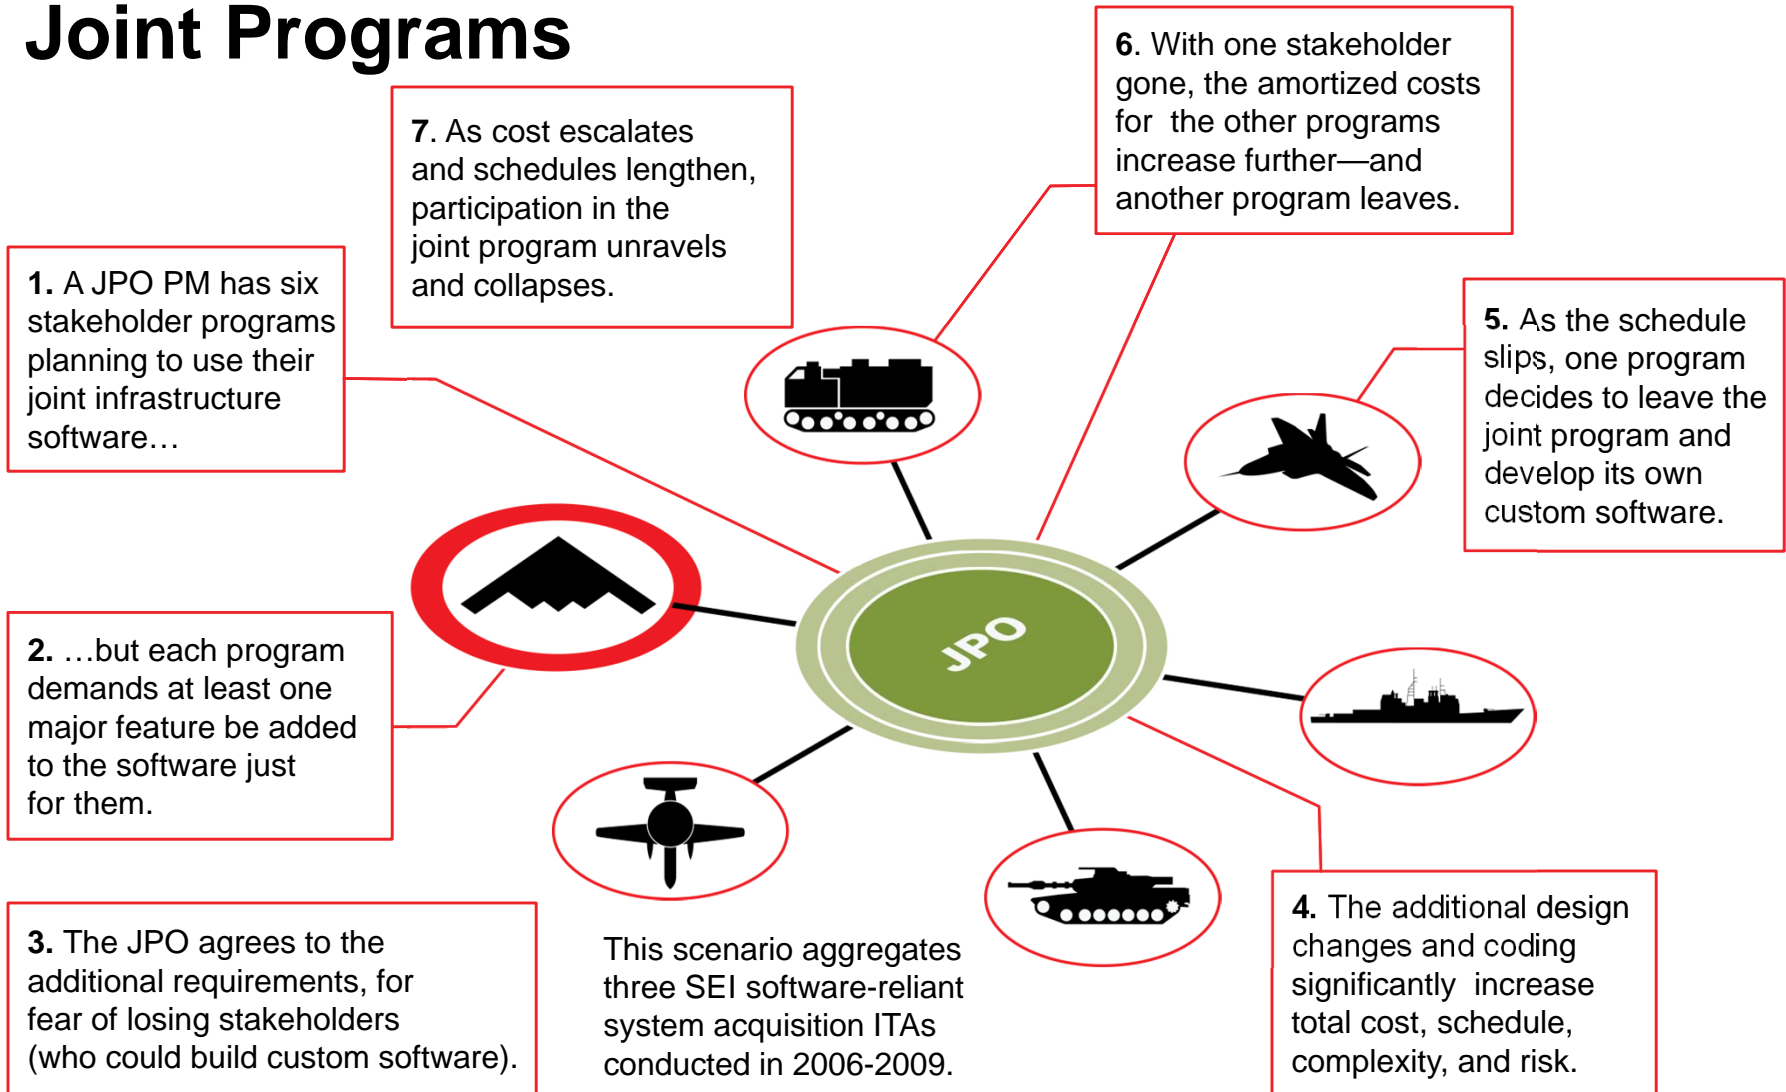 Joint Programs
1. A JPO PM has six
stakeholder programs
planning to use their
joint infrastructure
software…
2. …but each program
demands at least one
major feature be added
to the software just
for them.
3. The JPO agrees to the
additional requirements, for
fear of losing stakeholders
(who could build custom software).
4. The additional design
changes and coding
significantly increase
total cost, schedule,
complexity, and risk.
5. As the schedule
slips, one program
decides to leave the
joint program and
develop its own
custom software.
6. With one stakeholder
gone, the amortized costs
for the other programs
increase further—and
another program leaves.
7. As cost escalates
and schedules lengthen,
participation in the
joint program unravels
and collapses.
JPO
This scenario aggregates
three SEI software-reliant
system acquisition ITAs
conducted in 2006-2009.